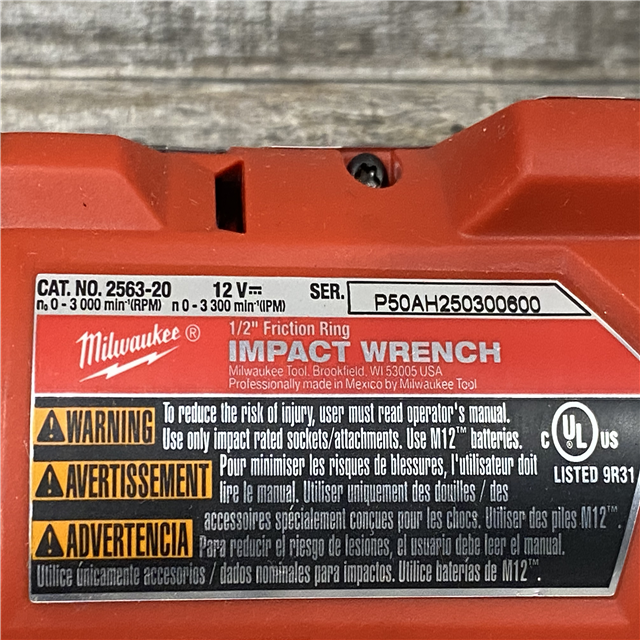 CAT. NO. 2563-20 12 V⎓ SER. P50AH250300600
n₀ 0 - 3 000 min⁻¹(RPM) n 0 - 3 300 min⁻¹(IPM)
Milwaukee®
1/2" Friction Ring
IMPACT WRENCH
Milwaukee Tool, Brookfield, WI 53005 USA
Professionally made in Mexico by Milwaukee Tool
WARNING To reduce the risk of injury, user must read operator's manual.
Use only impact rated sockets/attachments. Use M12™ batteries.
AVERTISSEMENT Pour minimiser les risques de blessures, l'utilisateur doit
lire le manual. Utiliser uniquement des douilles / des
accessoires spécialement conçues pour les chocs. Utiliser des piles M12™.
ADVERTENCIA Para reducir el riesgo de lesiones, el usuario debe leer el manual.
Utilice únicamente accesorios / dados nominales para impactos. Utilice baterías de M12™.
C UL US
LISTED 9R31